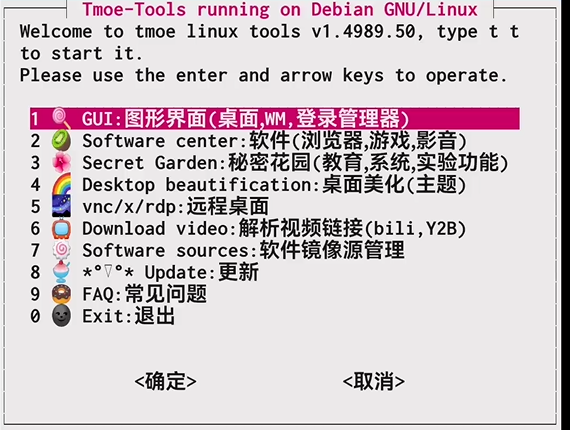 Tmoe-Tools running on Debian GNU/Linux
Welcome to tmoe linux tools v1.4989.50, type t t
to start it.
Please use the enter and arrow keys to operate.
1 🍭 GUI:图形界面(桌面,WM,登录管理器)
2 🥝 Software center:软件(浏览器,游戏,影音)
3 🌺 Secret Garden:秘密花园(教育,系统,实验功能)
4 🌈 Desktop beautification:桌面美化(主题)
5 🌌 vnc/x/rdp:远程桌面
6 📺 Download video:解析视频链接(bili,Y2B)
7 🍥 Software sources:软件镜像源管理
8 🍧 *°▽°* Update:更新
9 🍩 FAQ:常见问题
0 🌚 Exit:退出
<确定> <取消>